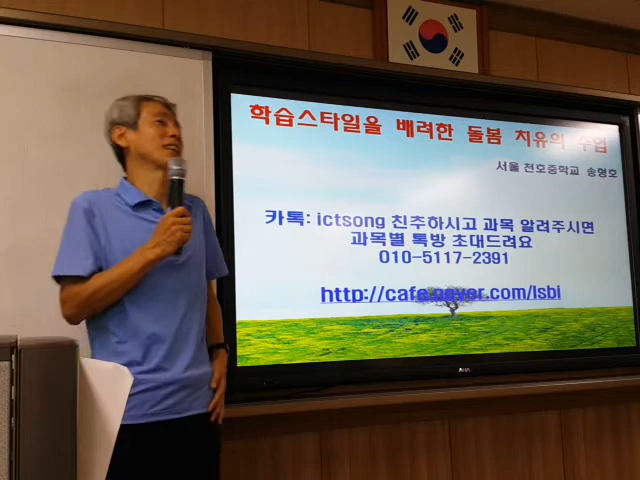 학습스타일을 배려한 돌봄 치유의 수업
서울 천호중학교 송형호
카톡: ictsong 친추하시고 과목 알려주시면
과목별 톡방 초대드려요
010-5117-2391
http://cafe.naver.com/lsbi